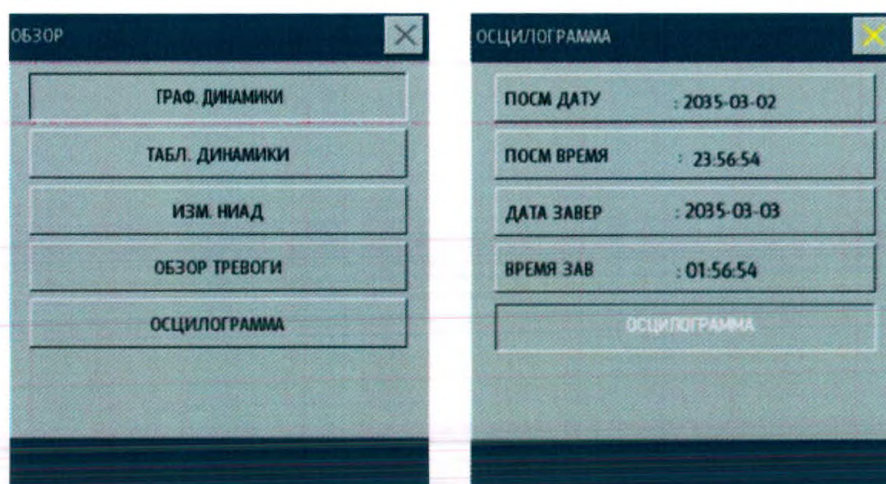 ОБЗОР
ГРАФ. ДИНАМИКИ
ТАБЛ. ДИНАМИКИ
ИЗМ. НИАД
ОБЗОР ТРЕВОГИ
ОСЦИЛОГРАММА
ОСЦИЛОГРАММА
ПОСМ ДАТУ : 2035-03-02
ПОСМ ВРЕМЯ : 23:56:54
ДАТА ЗАВЕР : 2035-03-03
ВРЕМЯ ЗАВ : 01:56:54
ОСЦИЛОГРАММА